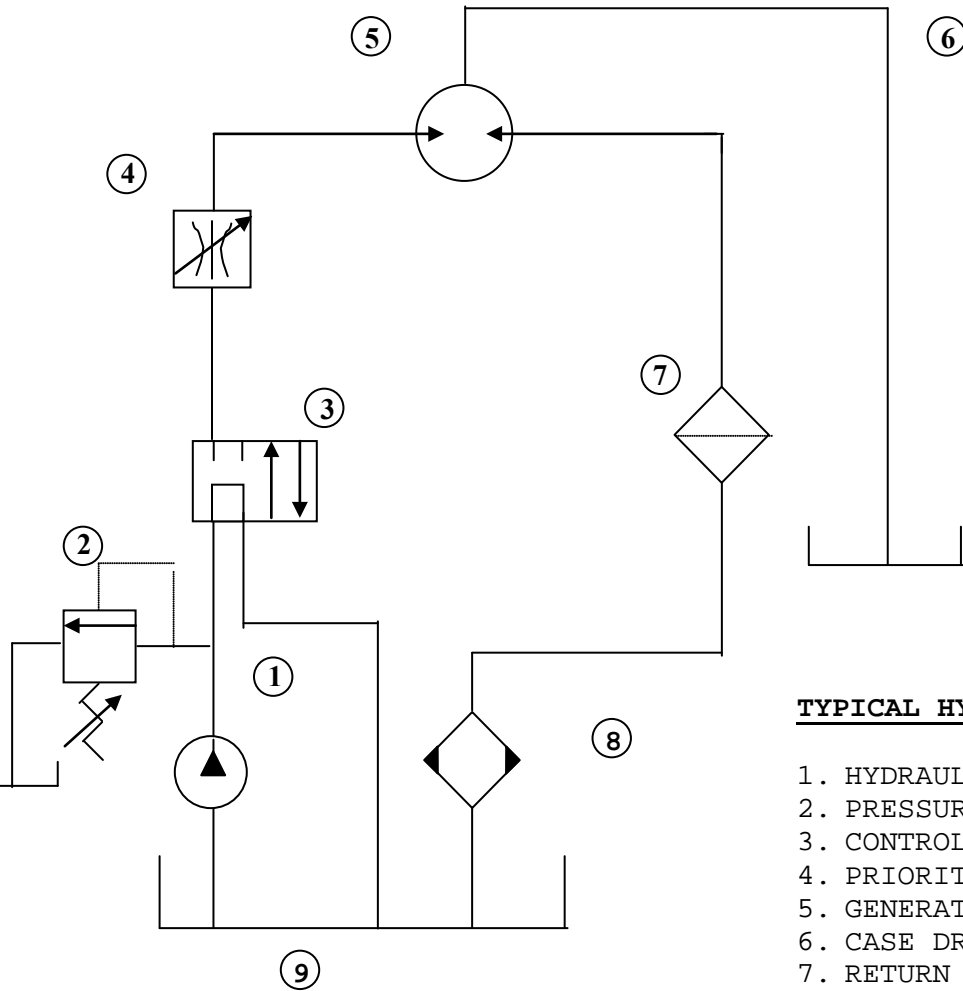 5
6
4
7
3
2
1
8
TYPICAL HY
1. HYDRAUL
2. PRESSUR
3. CONTROL
4. PRIORIT
5. GENERAT
6. CASE DR
7. RETURN
9